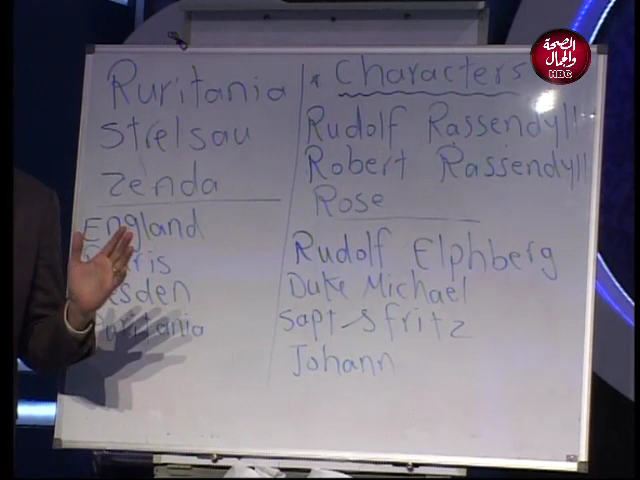 Ruritania
Strelsau
Zenda
England
Ruritania
* Characters
Rudolf Rassendyll
Robert Rassendyll
Rose
Rudolf Elphberg
Duke Michael
Sapt - fritz
Johann
الصحة
والجمال
HBC